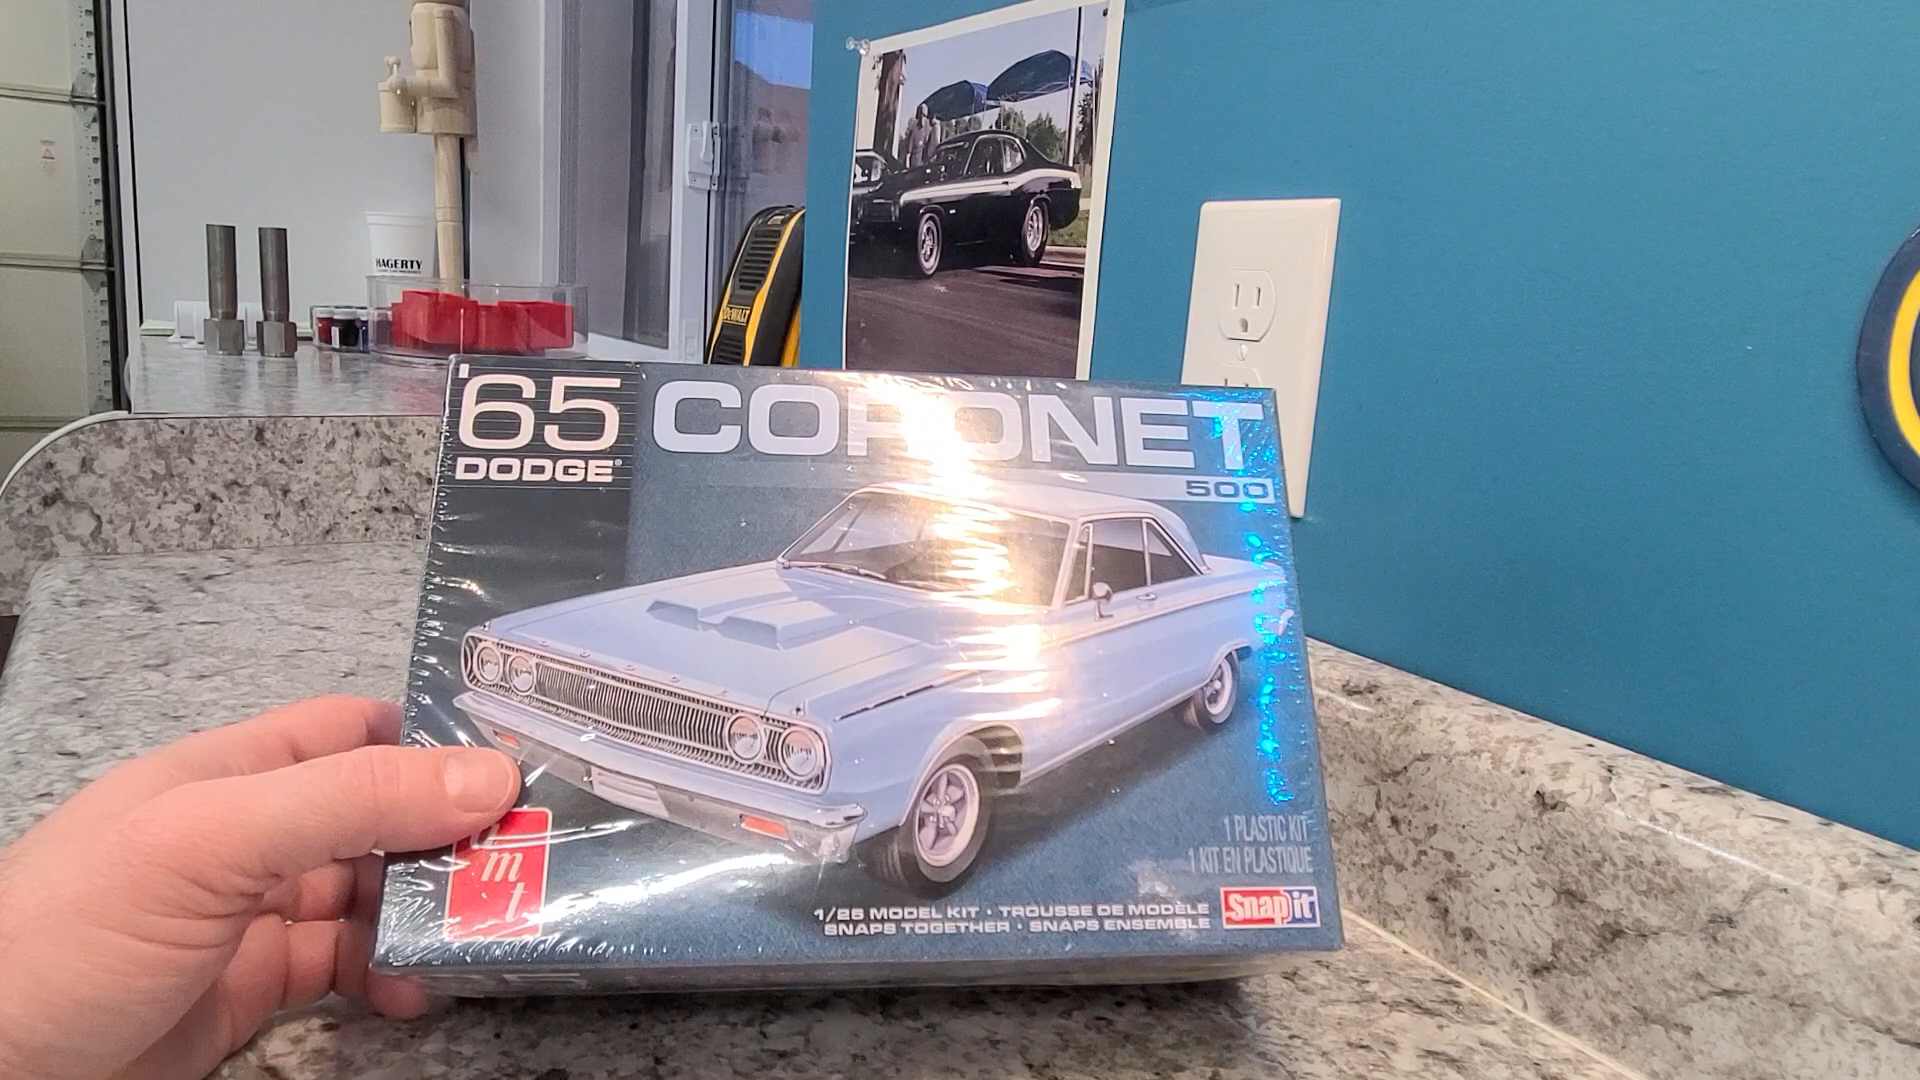 HAGERTY
DEWALT
'65
DODGE
CORONET
500
amt
1 PLASTIC KIT
1 KIT EN PLASTIQUE
1/25 MODEL KIT • TROUSSE DE MODÈLE
SNAPS TOGETHER • SNAPS ENSEMBLE
Snap it